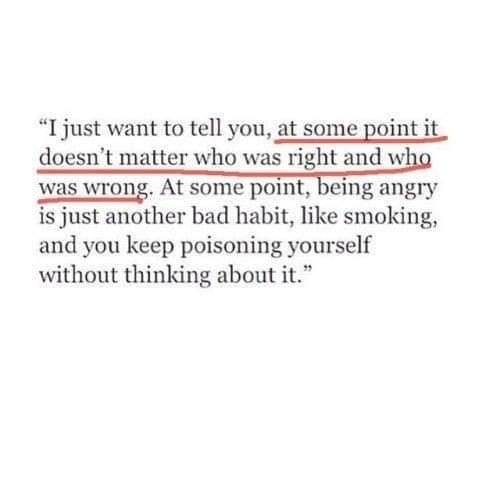 “I just want to tell you, at some point it
doesn’t matter who was right and who
was wrong. At some point, being angry
is just another bad habit, like smoking,
and you keep poisoning yourself
without thinking about it.”